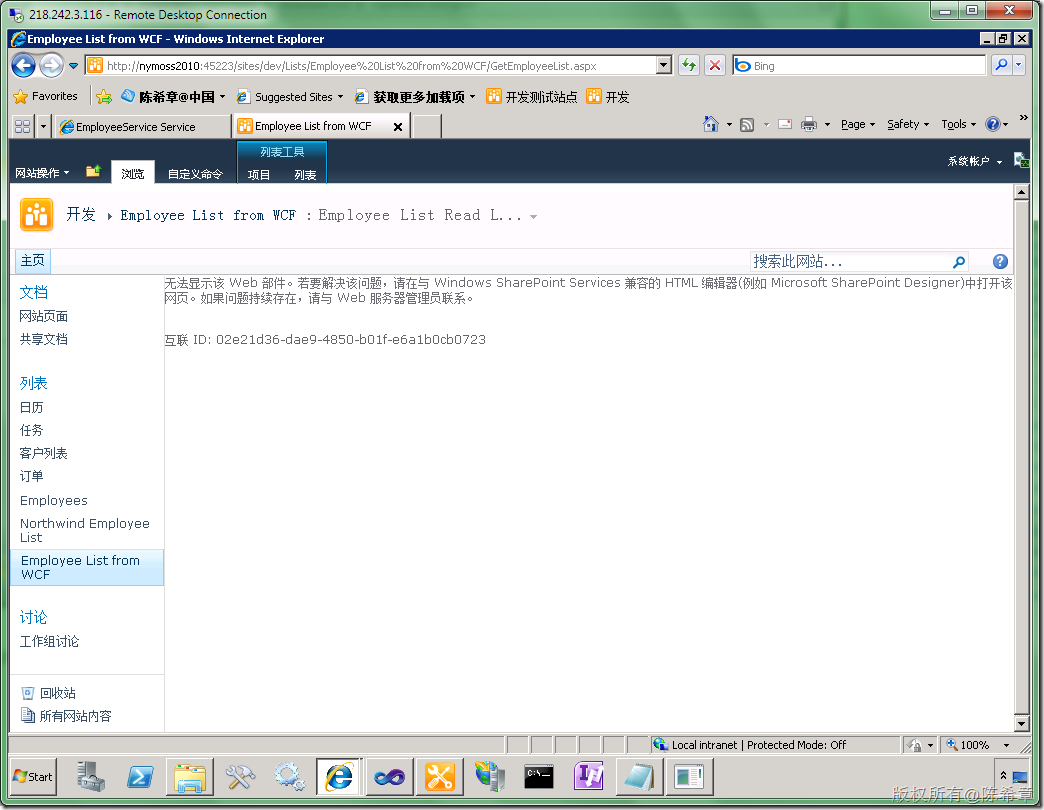 218.242.3.116 - Remote Desktop Connection
Employee List from WCF - Windows Internet Explorer
http://nymoss2010:45223/sites/dev/Lists/Employee%20List%20from%20WCF/GetEmployeeList.aspx
Bing
Favorites 陈希章@中国 Suggested Sites 获取更多加载项 开发测试站点 开发
EmployeeService Service Employee List from WCF Page Safety Tools
列表工具
网站操作 浏览 自定义命令 项目 列表 系统帐户
开发 Employee List from WCF : Employee List Read L...
主页 搜索此网站...
文档
网站页面
共享文档
列表
日历
任务
客户列表
订单
Employees
Northwind Employee
List
Employee List from
WCF
讨论
工作组讨论
回收站
所有网站内容
无法显示该 Web 部件。若要解决该问题，请在与 Windows SharePoint Services 兼容的 HTML 编辑器(例如 Microsoft SharePoint Designer)中打开该
网页。如果问题持续存在，请与 Web 服务器管理员联系。
互联 ID: 02e21d36-dae9-4850-b01f-e6a1b0cb0723
Local intranet | Protected Mode: Off 100%
Start
版权所有@陈希章